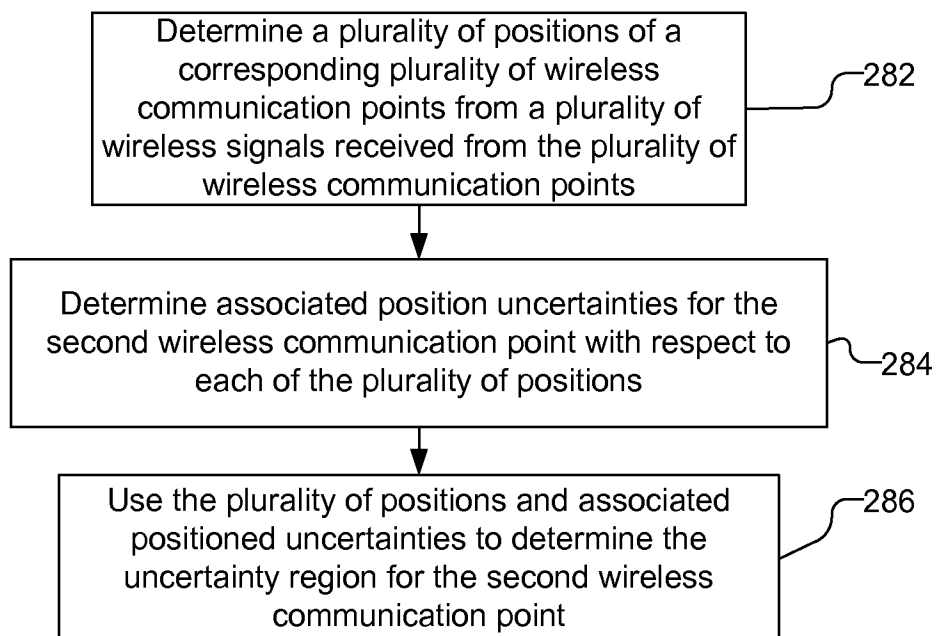 Determine a plurality of positions of a
corresponding plurality of wireless
communication points from a plurality of
wireless signals received from the plurality of
wireless communication points
282
Determine associated position uncertainties for the
second wireless communication point with respect to
each of the plurality of positions
284
Use the plurality of positions and associated
positioned uncertainties to determine the
uncertainty region for the second wireless
communication point
286